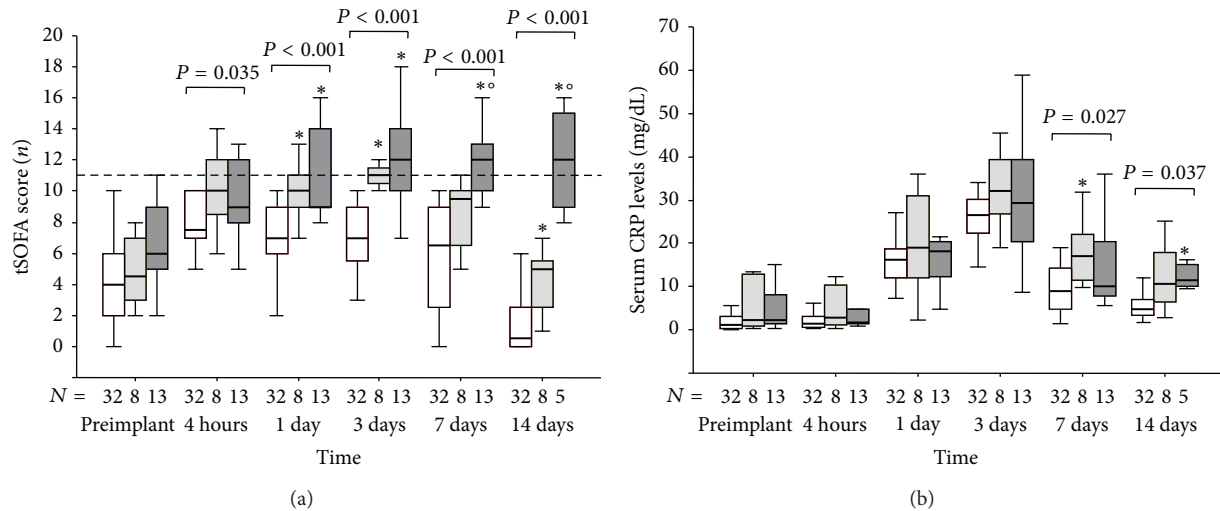 P < 0.001
P < 0.001
P < 0.001
P < 0.001
P = 0.035
20
18
16
14
12
10
8
6
4
2
0
tSOFA score (n)
* * * * *° *° *
N = 32 8 13 32 8 13 32 8 13 32 8 13 32 8 13 32 8 5
Preimplant 4 hours 1 day 3 days 7 days 14 days
Time
(a)
70
60
50
40
30
20
10
0
Serum CRP levels (mg/dL)
P = 0.027
P = 0.037
* *
N = 32 8 13 32 8 13 32 8 13 32 8 13 32 8 13 32 8 5
Preimplant 4 hours 1 day 3 days 7 days 14 days
Time
(b)